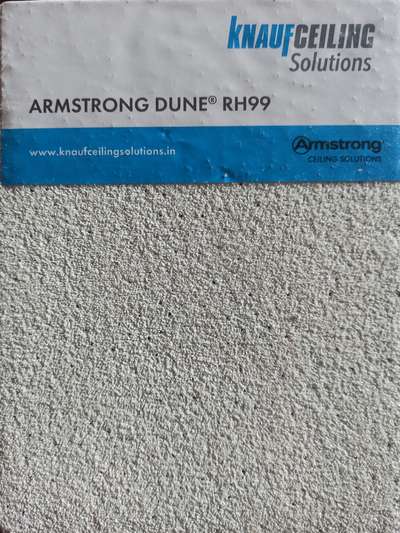 KNAUFCEILING
Solutions
ARMSTRONG DUNE® RH99
www.knaufceilingsolutions.in
Armstrong
CEILING SOLUTIONS